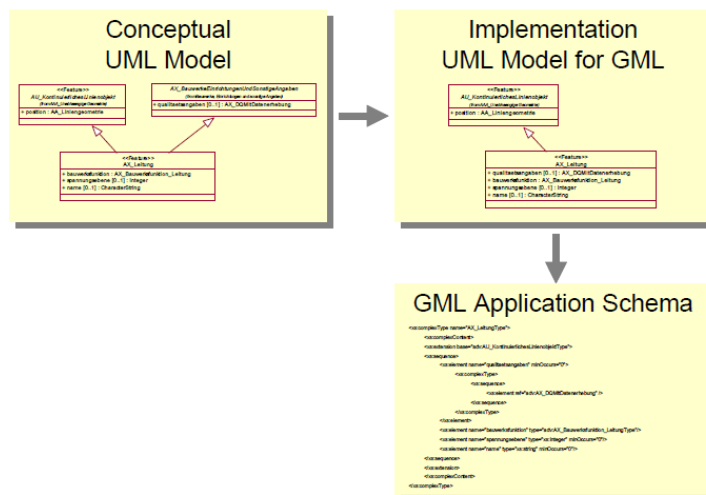 Conceptual
UML Model
<<Feature>>
AU_KontinuierlichesLinienobjekt
+ position : AA_Liniengeometrie
AX_BauwerkeEinrichtungenUndSonstigeAngaben
+ qualitaetsangaben [0..1] : AX_DQMitDatenerhebung
<<Feature>>
AX_Leitung
+ bauwerksfunktion : AX_Bauwerksfunktion_Leitung
+ spannungsebene [0..1] : Integer
+ name [0..1] : CharacterString
Implementation
UML Model for GML
<<Feature>>
AU_KontinuierlichesLinienobjekt
+ position : AA_Liniengeometrie
<<Feature>>
AX_Leitung
+ qualitaetsangaben [0..1] : AX_DQMitDatenerhebung
+ bauwerksfunktion : AX_Bauwerksfunktion_Leitung
+ spannungsebene [0..1] : Integer
+ name [0..1] : CharacterString
GML Application Schema
<xs:complexType name="AX_LeitungType">
<xs:complexContent>
<xs:extension base="adv:AU_KontinuierlichesLinienobjektType">
<xs:sequence>
<xs:element name="qualitaetsangaben" minOccurs="0">
<xs:complexType>
<xs:sequence>
<xs:element ref="adv:AX_DQMitDatenerhebung" />
</xs:sequence>
</xs:complexType>
</xs:element>
<xs:element name="bauwerksfunktion" type="adv:AX_Bauwerksfunktion_LeitungType"/>
<xs:element name="spannungsebene" type="xs:integer" minOccurs="0"/>
<xs:element name="name" type="xs:string" minOccurs="0"/>
</xs:sequence>
</xs:extension>
</xs:complexContent>
</xs:complexType>